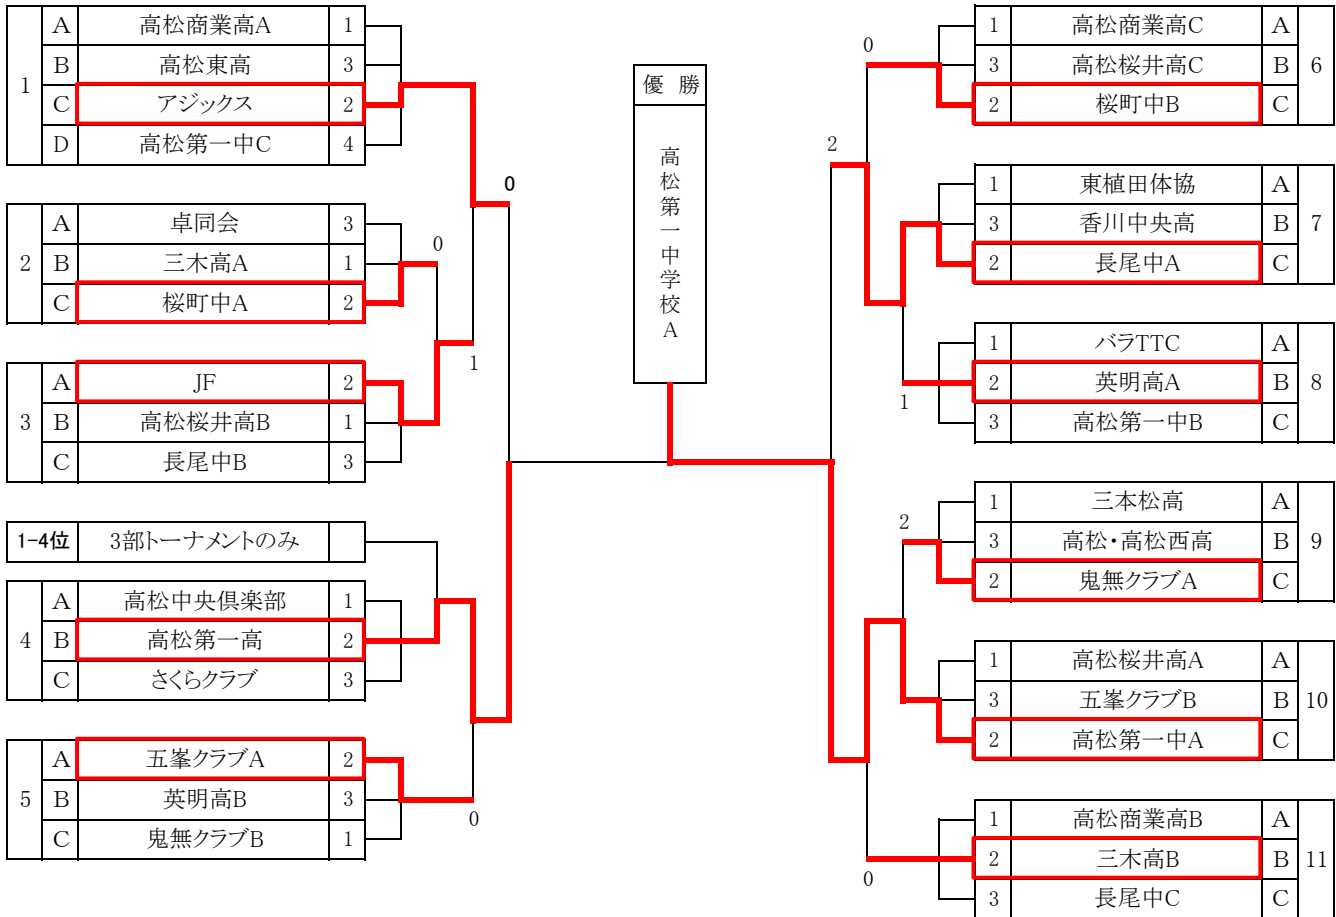 1
A 高松商業高A 1
B 高松東高 3
C アジックス 2
D 高松第一中C 4
0
2
A 卓同会 3
B 三木高A 1
C 桜町中A 2
0
1
3
A JF 2
B 高松桜井高B 1
C 長尾中B 3
1-4位 3部トーナメントのみ
4
A 高松中央倶楽部 1
B 高松第一高 2
C さくらクラブ 3
5
A 五峯クラブA 2
B 英明高B 3
C 鬼無クラブB 1
0
優 勝
高松第一中学校A
0
1 高松商業高C A
3 高松桜井高C B
2 桜町中B C
6
2
1 東植田体協 A
3 香川中央高 B
2 長尾中A C
7
1 バラTTC A
2 英明高A B
3 高松第一中B C
8
1
1 三本松高 A
3 高松・高松西高 B
2 鬼無クラブA C
9
2
1 高松桜井高A A
3 五峯クラブB B
2 高松第一中A C
10
1 高松商業高B A
2 三木高B B
3 長尾中C C
11
0